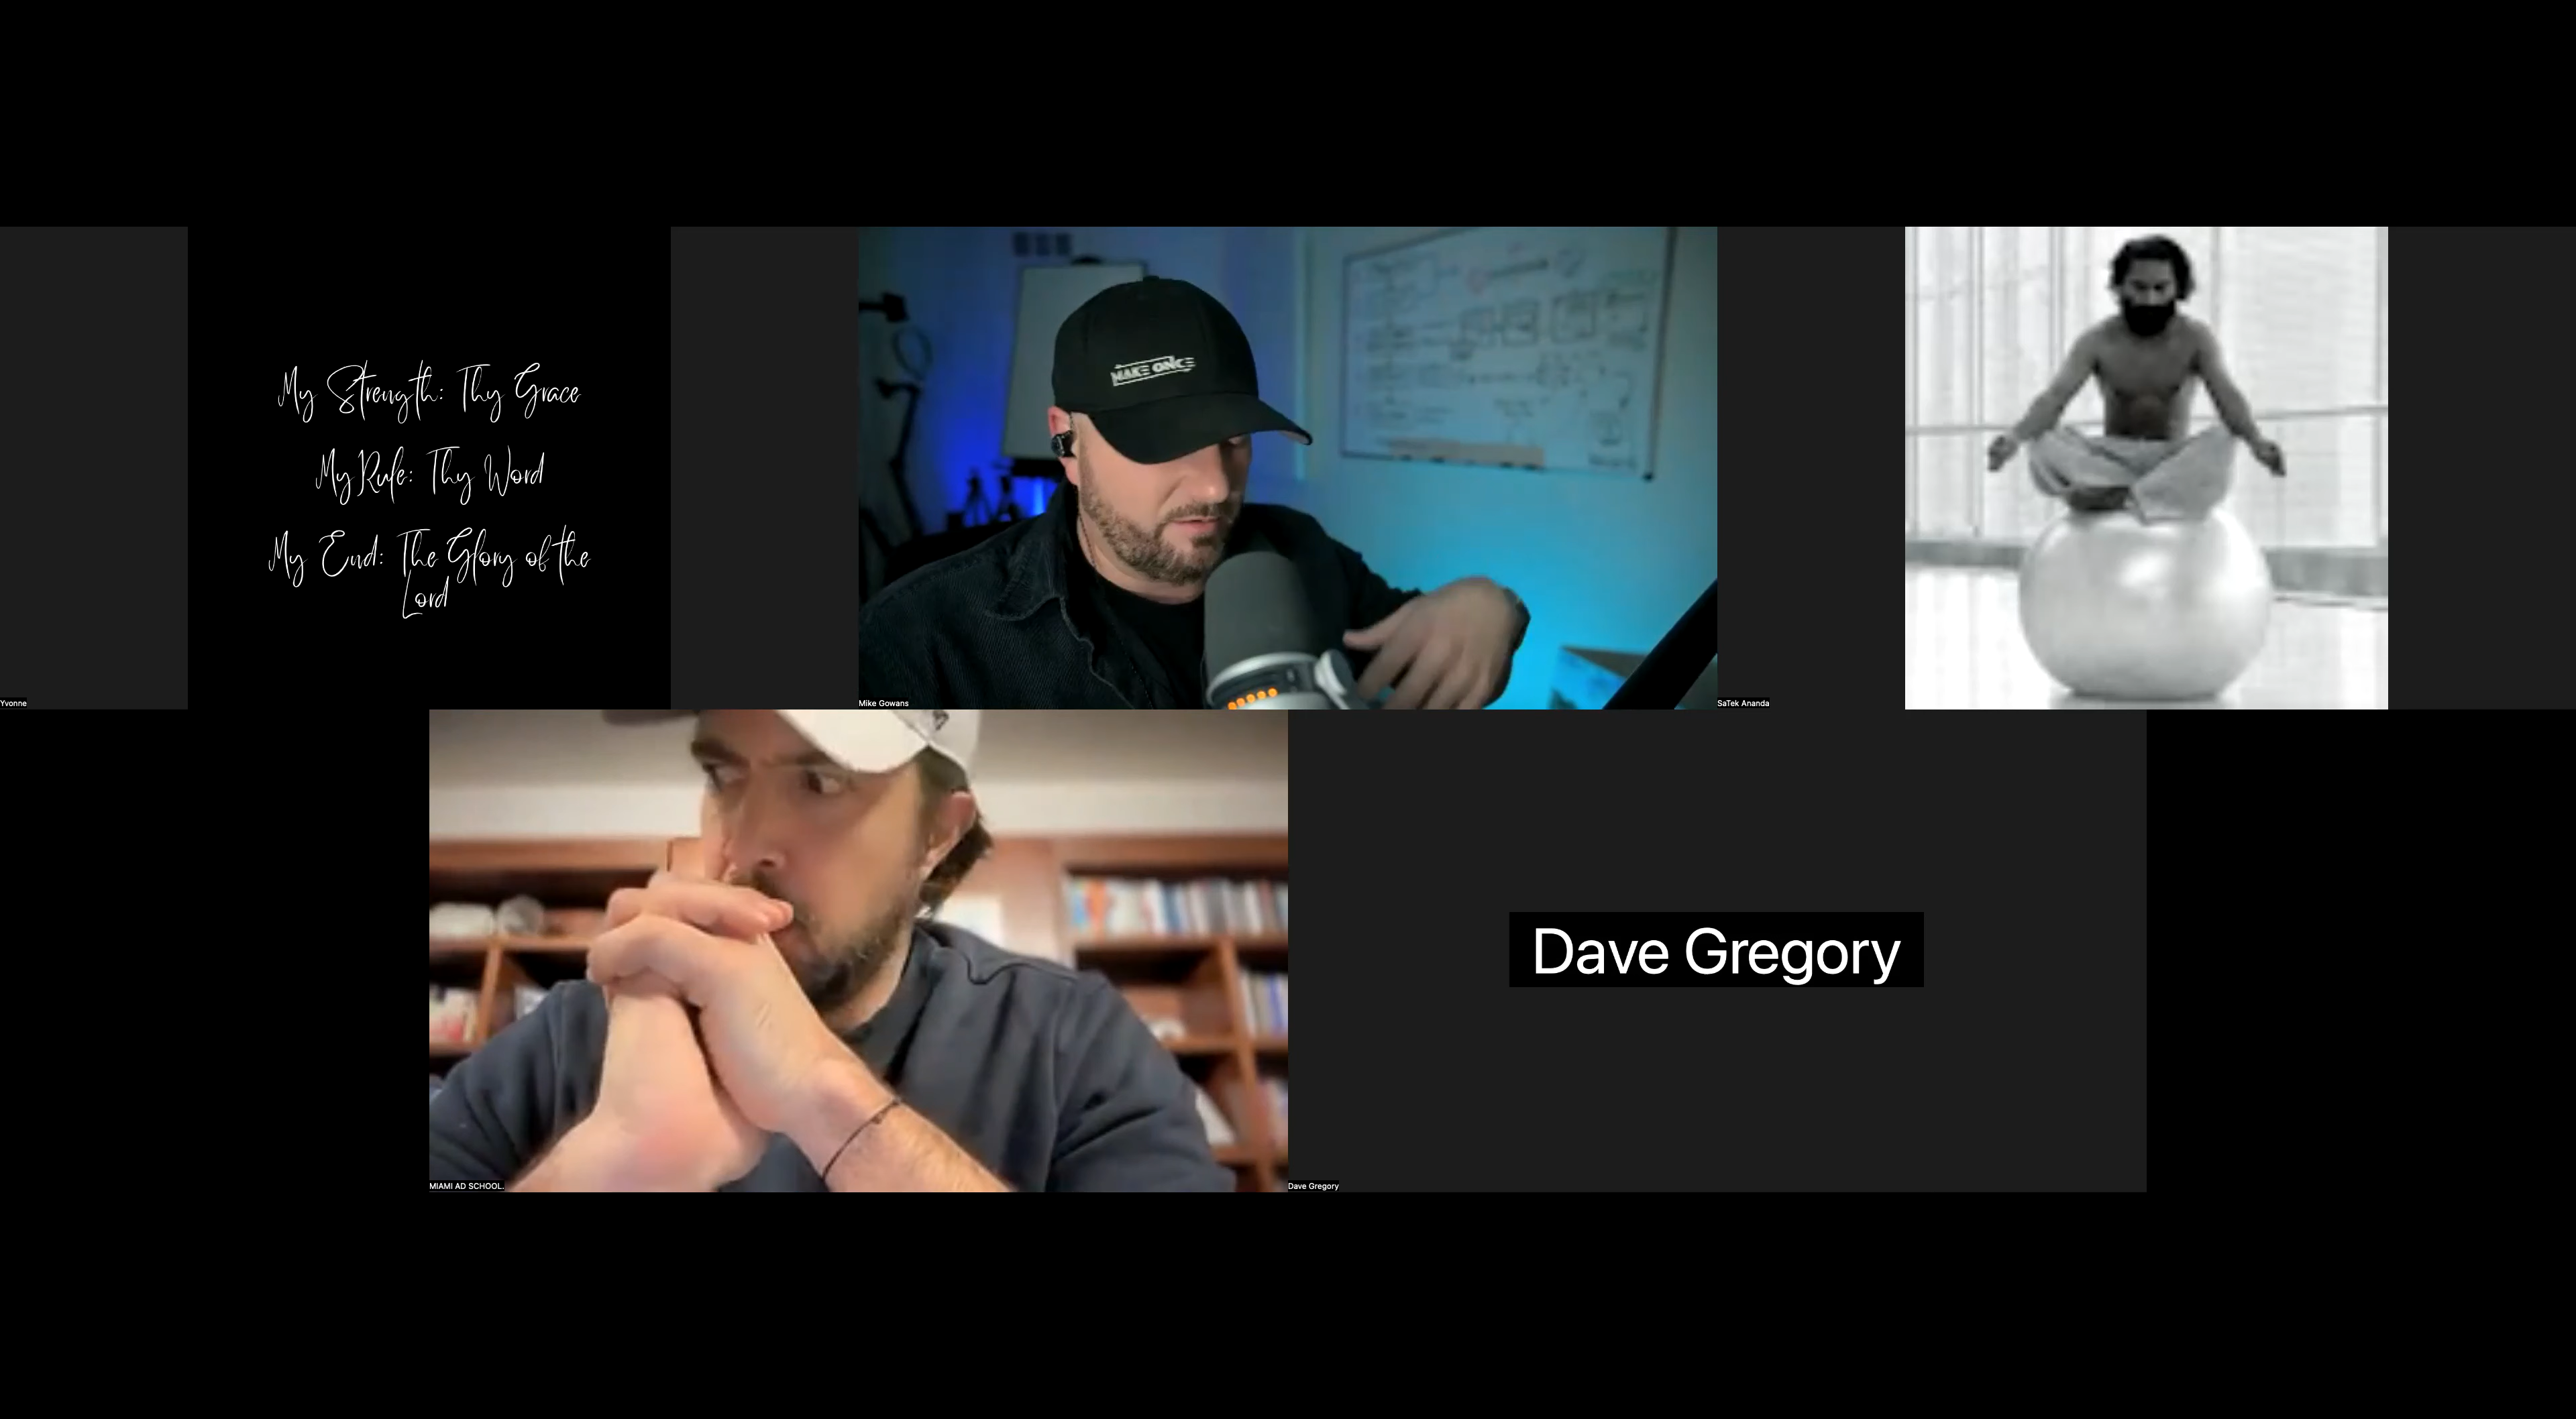 My Strength: Thy Grace
My Rule: Thy Word
My End: The Glory of the
Lord
Yvonne
MAKE ONCE
Mike Gowans
SaTek Ananda
MIAMI AD SCHOOL.
Dave Gregory
Dave Gregory